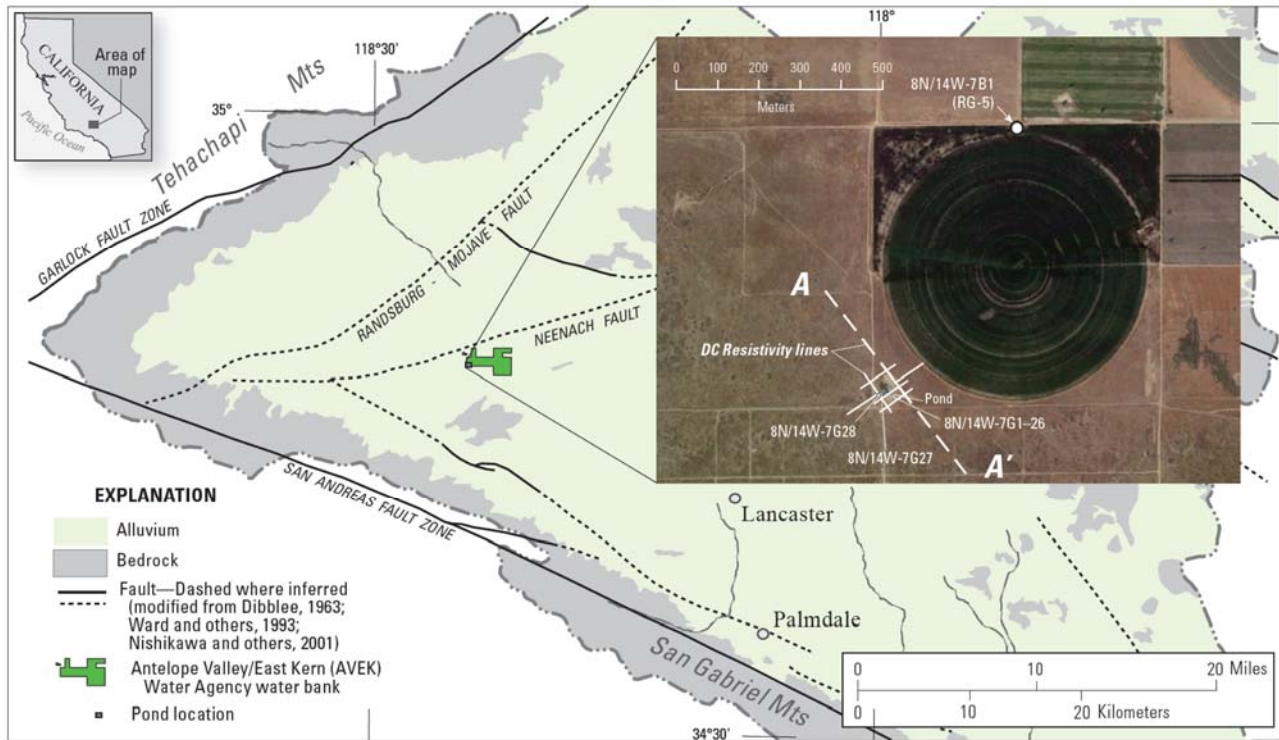 CALIFORNIA
Area of
map
Pacific Ocean
118°30'
118°
35°
Tehachapi
Mts
GARLOCK FAULT ZONE
RANDSBURG - MOJAVE FAULT
NEENACH FAULT
SAN ANDREAS FAULT ZONE
0 100 200 300 400 500
Meters
8N/14W-7B1
(RG-5)
A
DC Resistivity lines
Pond
8N/14W-7G28
8N/14W-7G1–26
8N/14W-7G27
A′
Lancaster
Palmdale
San Gabriel Mts
34°30'
EXPLANATION
Alluvium
Bedrock
Fault—Dashed where inferred
(modified from Dibblee, 1963;
Ward and others, 1993;
Nishikawa and others, 2001)
Antelope Valley/East Kern (AVEK)
Water Agency water bank
Pond location
0 10 20 Miles
0 10 20 Kilometers